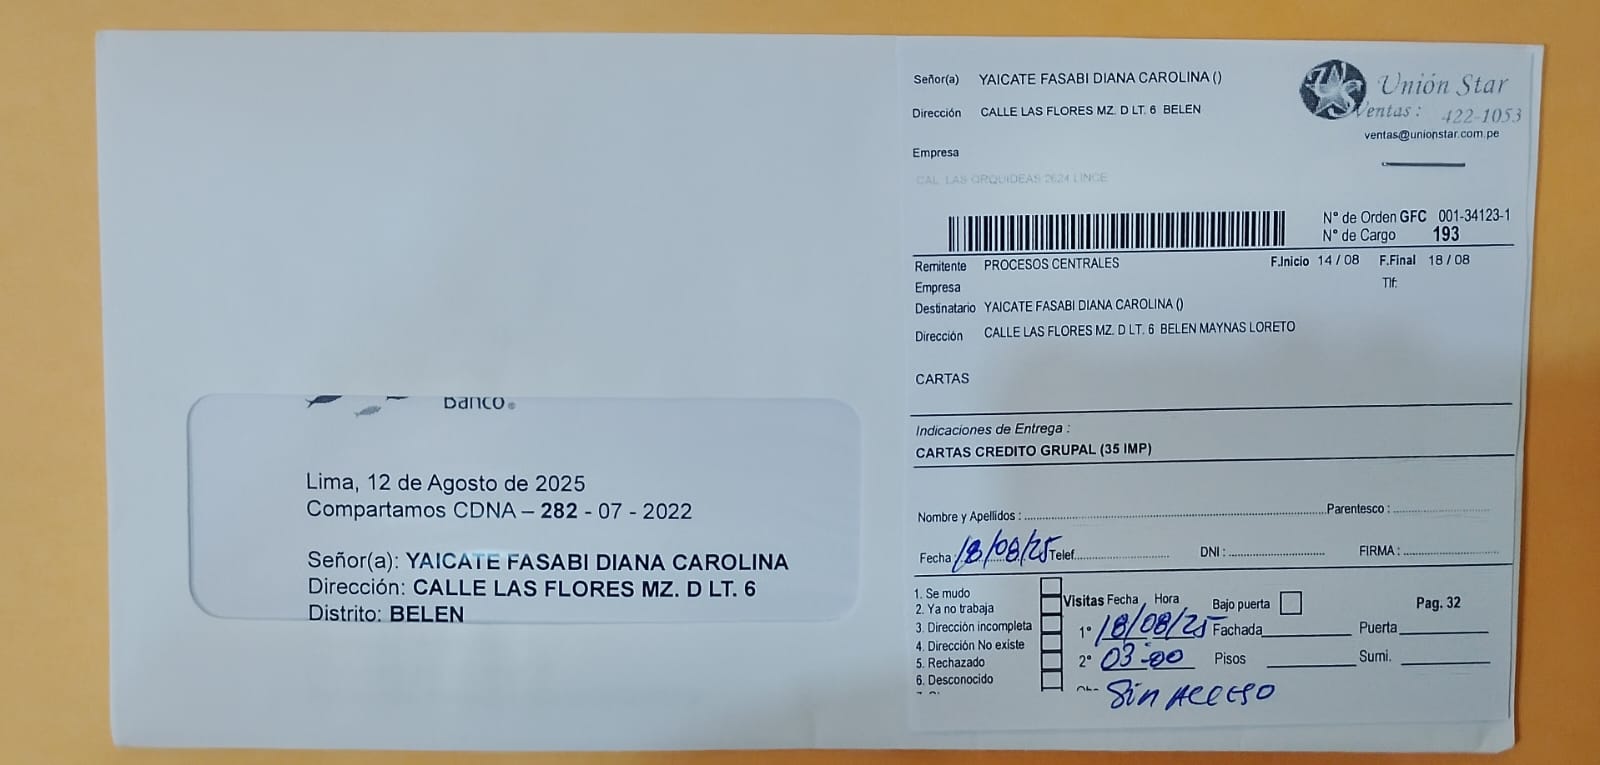 Banco®
Lima, 12 de Agosto de 2025
Compartamos CDNA – 282 - 07 - 2022
Señor(a): YAICATE FASABI DIANA CAROLINA
Dirección: CALLE LAS FLORES MZ. D LT. 6
Distrito: BELEN
Señor(a) YAICATE FASABI DIANA CAROLINA ()
Dirección CALLE LAS FLORES MZ. D LT. 6 BELEN
Empresa
CAL. LAS ORQUIDEAS 2624 LINCE
US
Unión Star
Ventas: 422-1053
ventas@unionstar.com.pe
N° de Orden GFC 001-34123-1
N° de Cargo 193
Remitente PROCESOS CENTRALES F.Inicio 14 / 08 F.Final 18 / 08
Empresa Tlf:
Destinatario YAICATE FASABI DIANA CAROLINA ()
Dirección CALLE LAS FLORES MZ. D LT. 6 BELEN MAYNAS LORETO
CARTAS
Indicaciones de Entrega :
CARTAS CREDITO GRUPAL (35 IMP)
Nombre y Apellidos : Parentesco :
Fecha 18/08/25 Telef. DNI : FIRMA :
1. Se mudo
2. Ya no trabaja
3. Dirección incompleta
4. Dirección No existe
5. Rechazado
6. Desconocido
Visitas Fecha Hora Bajo puerta Pag. 32
1° 18/08/25 Fachada Puerta
2° 03:00 Pisos Sumi.
Sin Acceso